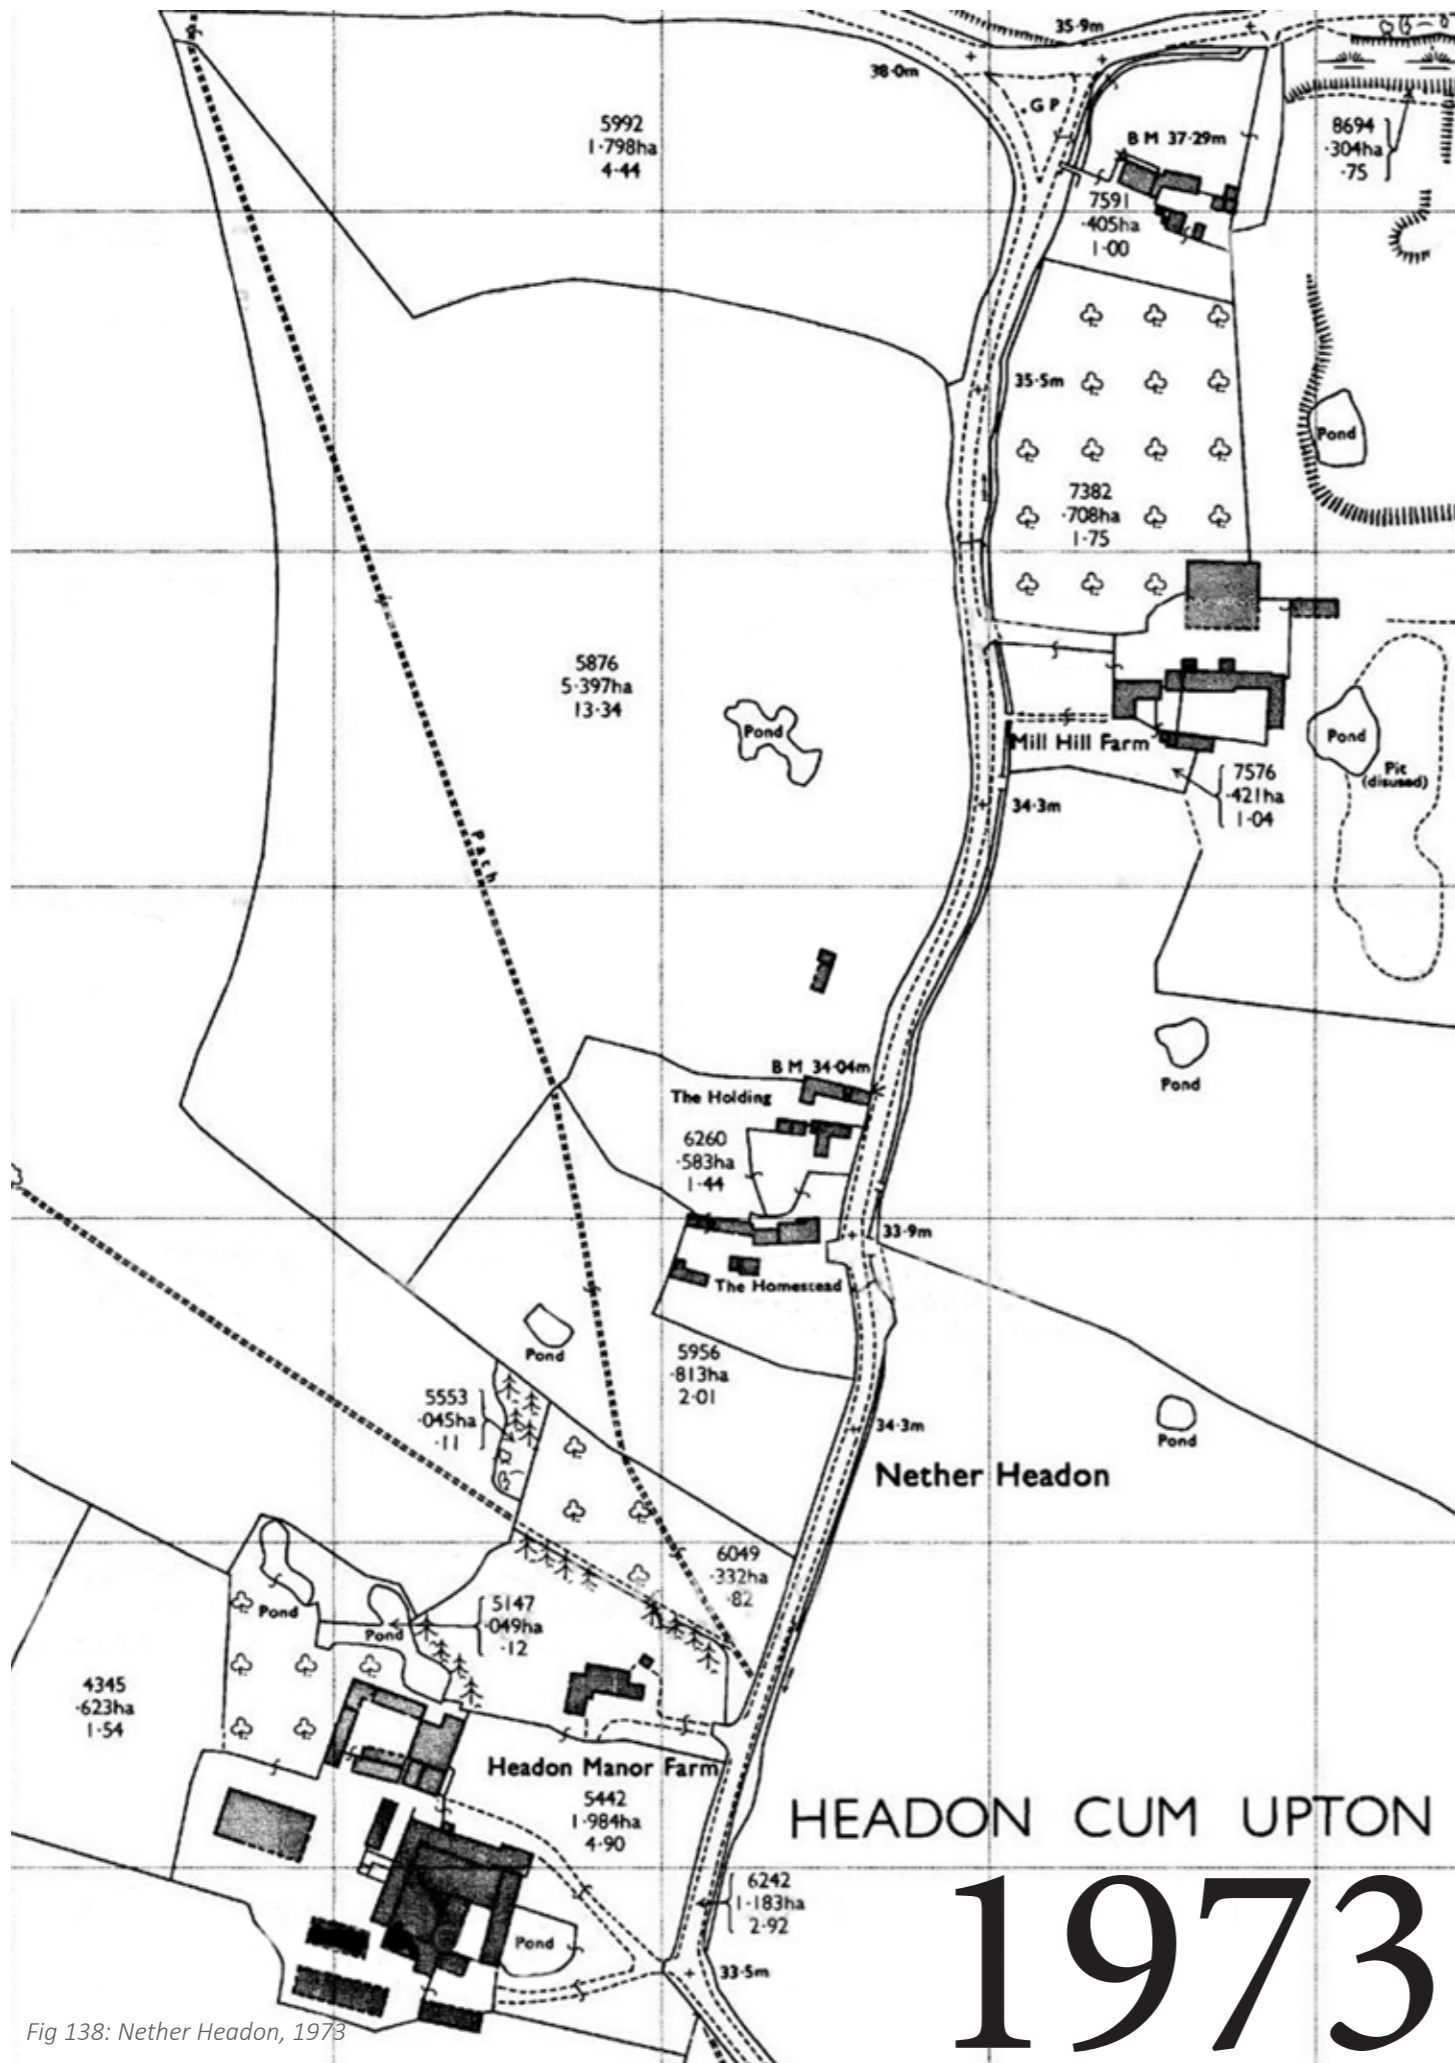 35·9m
38·0m
G P
5992
1·798ha
4·44
B M 37·29m
8694
·304ha
·75
7591
·405ha
1·00
35·5m
Pond
7382
·708ha
1·75
5876
5·397ha
13·34
Pond
Mill Hill Farm
Pond
Pit
(disused)
7576
·421ha
1·04
34·3m
Path
B M 34·04m
The Holding
Pond
6260
·583ha
1·44
33·9m
The Homestead
Pond
5956
·813ha
2·01
5553
·045ha
·11
34·3m
Pond
Nether Headon
6049
·332ha
·82
5147
·049ha
·12
Pond
Pond
4345
·623ha
1·54
Headon Manor Farm
5442
1·984ha
4·90
HEADON CUM UPTON
6242
1·183ha
2·92
Pond
33·5m
1973
Fig 138: Nether Headon, 1973